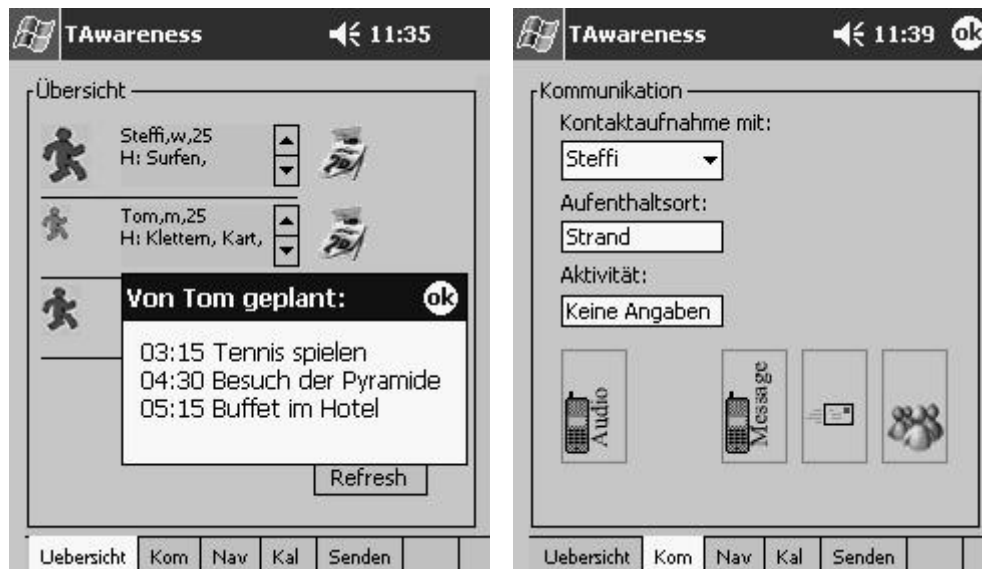 TAwareness 11:35
Übersicht
Steffi,w,25
H: Surfen,
Tom,m,25
H: Klettern, Kart,
Von Tom geplant: ok
03:15 Tennis spielen
04:30 Besuch der Pyramide
05:15 Buffet im Hotel
Refresh
Uebersicht Kom Nav Kal Senden
TAwareness 11:39 ok
Kommunikation
Kontaktaufnahme mit:
Steffi
Aufenthaltsort:
Strand
Aktivität:
Keine Angaben
Audio
Message
Uebersicht Kom Nav Kal Senden